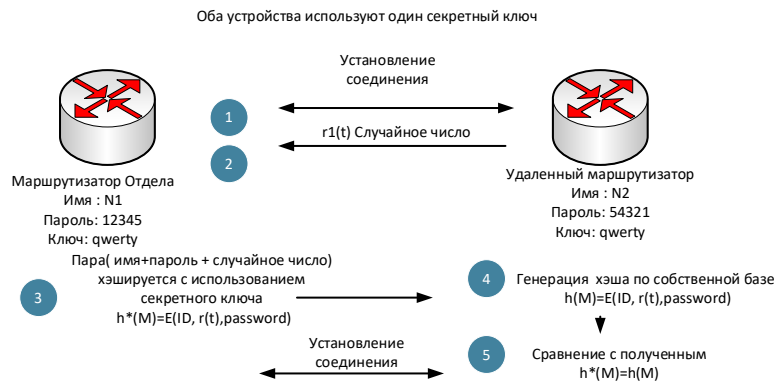 Оба устройства используют один секретный ключ
Установление
соединения
1
r1(t) Случайное число
2
Маршрутизатор Отдела
Имя : N1
Пароль: 12345
Ключ: qwerty
Удаленный маршрутизатор
Имя : N2
Пароль: 54321
Ключ: qwerty
3
Пара( имя+пароль + случайное число)
хэшируется с использованием
секретного ключа
h*(M)=E(ID, r(t),password)
4
Генерация хэша по собственной базе
h(M)=E(ID, r(t),password)
Установление
соединения
5
Сравнение с полученным
h*(M)=h(M)